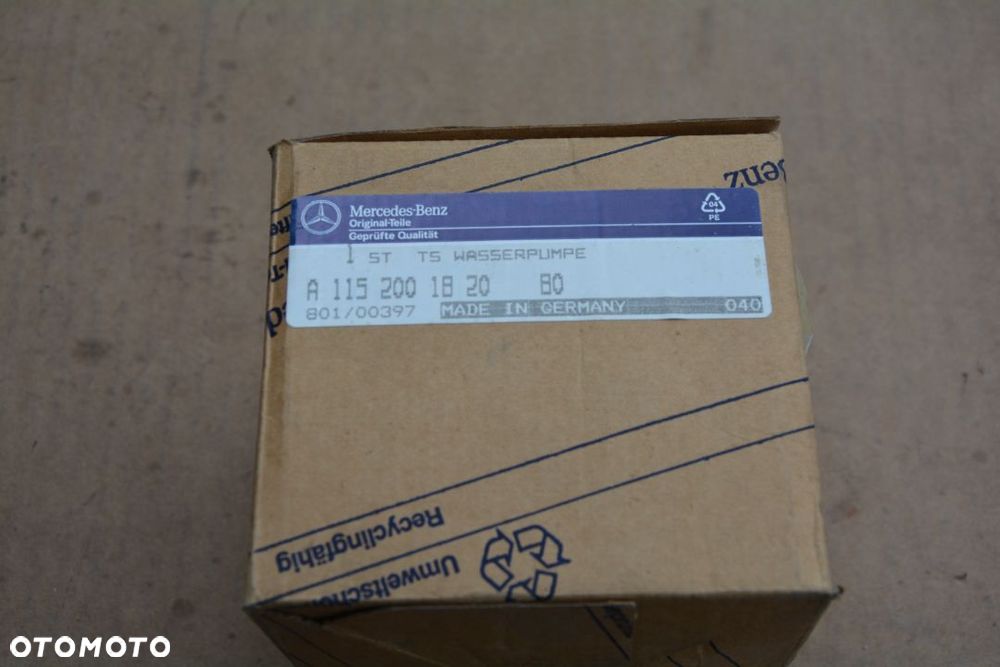 Benz
Mercedes-Benz
Original-Teile
Geprüfte Qualität
04
PE
1 ST TS WASSERPUMPE
A 115 200 18 20 80
801/00397 MADE IN GERMANY 040
Recyclingfähig
OTOMOTO